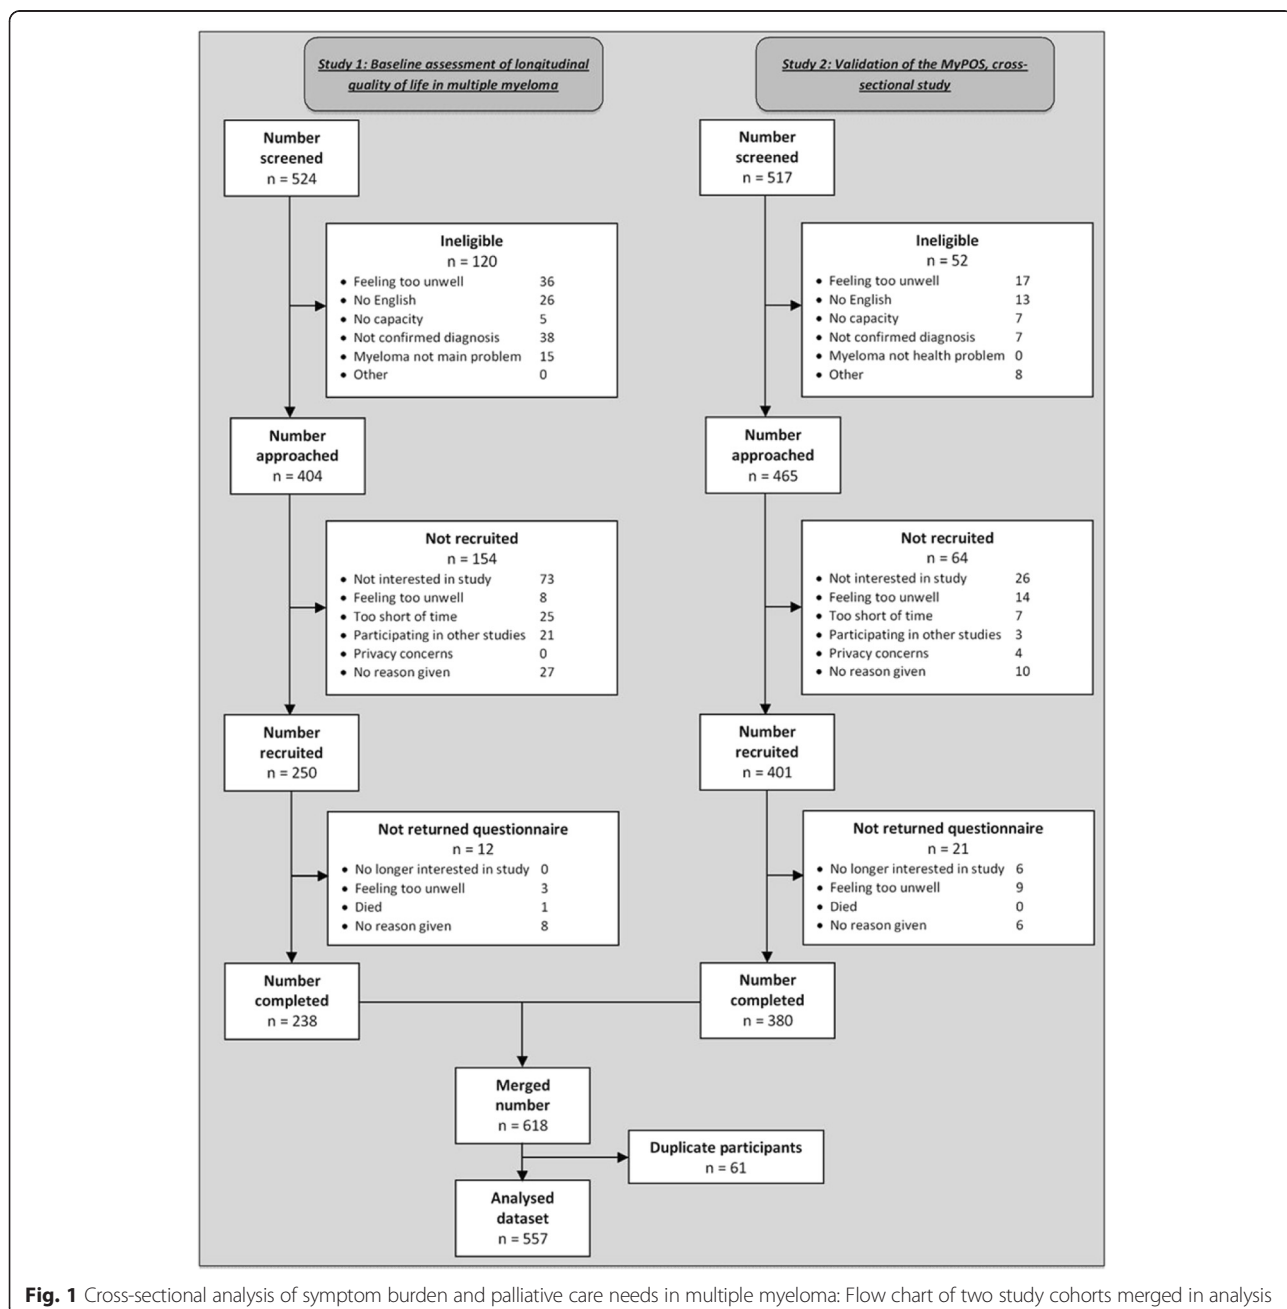 Study 1: Baseline assessment of longitudinal
quality of life in multiple myeloma
Number
screened
n = 524
Ineligible
n = 120
• Feeling too unwell 36
• No English 26
• No capacity 5
• Not confirmed diagnosis 38
• Myeloma not main problem 15
• Other 0
Number
approached
n = 404
Not recruited
n = 154
• Not interested in study 73
• Feeling too unwell 8
• Too short of time 25
• Participating in other studies 21
• Privacy concerns 0
• No reason given 27
Number
recruited
n = 250
Not returned questionnaire
n = 12
• No longer interested in study 0
• Feeling too unwell 3
• Died 1
• No reason given 8
Number
completed
n = 238
Study 2: Validation of the MyPOS, cross-
sectional study
Number
screened
n = 517
Ineligible
n = 52
• Feeling too unwell 17
• No English 13
• No capacity 7
• Not confirmed diagnosis 7
• Myeloma not health problem 0
• Other 8
Number
approached
n = 465
Not recruited
n = 64
• Not interested in study 26
• Feeling too unwell 14
• Too short of time 7
• Participating in other studies 3
• Privacy concerns 4
• No reason given 10
Number
recruited
n = 401
Not returned questionnaire
n = 21
• No longer interested in study 6
• Feeling too unwell 9
• Died 0
• No reason given 6
Number
completed
n = 380
Merged
number
n = 618
Duplicate participants
n = 61
Analysed
dataset
n = 557
Fig. 1 Cross-sectional analysis of symptom burden and palliative care needs in multiple myeloma: Flow chart of two study cohorts merged in analysis